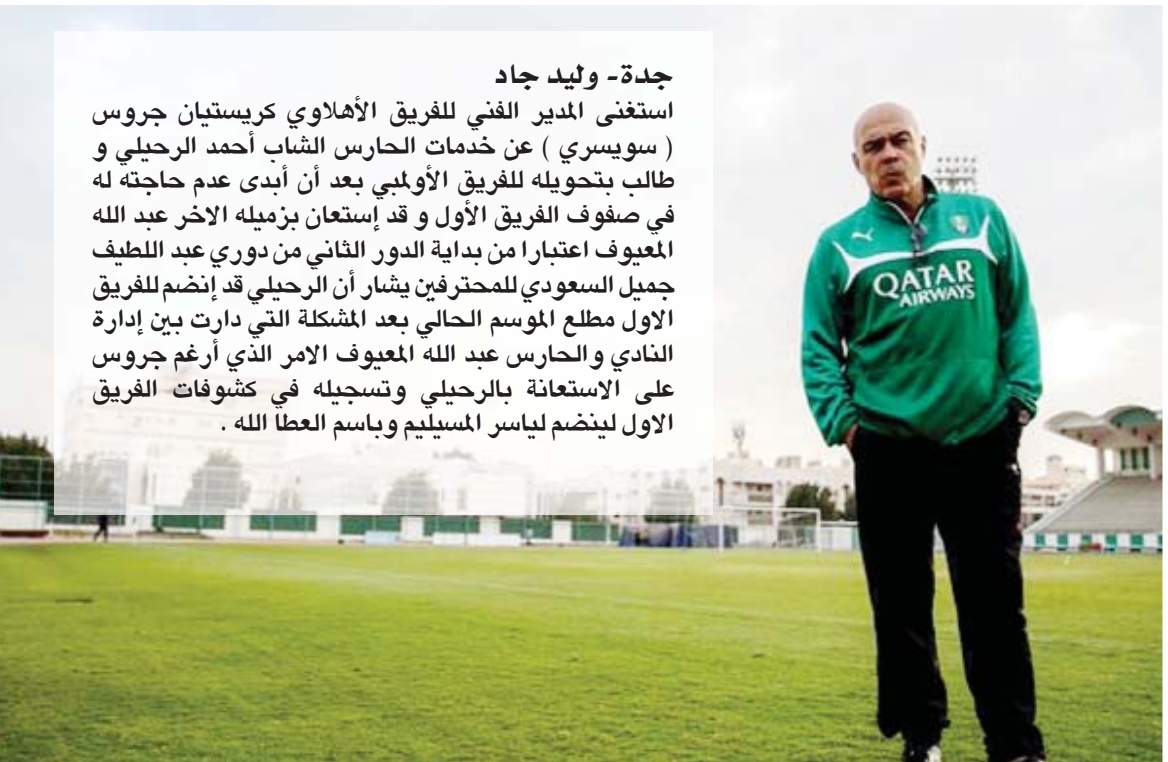 جدة- وليد جاد
استغنى المدير الفني للفريق الأهلاوي كريستيان جروس
( سويسري ) عن خدمات الحارس الشاب أحمد الرحيلي و
طالب بتحويله للفريق الأولمبي بعد أن أبدى عدم حاجته له
في صفوف الفريق الأول و قد إستعان بزميله الاخر عبد الله
المعيوف اعتبارا من بداية الدور الثاني من دوري عبد اللطيف
جميل السعودي للمحترفين يشار أن الرحيلي قد إنضم للفريق
الاول مطلع الموسم الحالي بعد المشكلة التي دارت بين إدارة
النادي والحارس عبد الله المعيوف الامر الذي أرغم جروس
على الاستعانة بالرحيلي وتسجيله في كشوفات الفريق
الاول لينضم لياسر المسيليم وباسم العطا الله .
QATAR
AIRWAYS